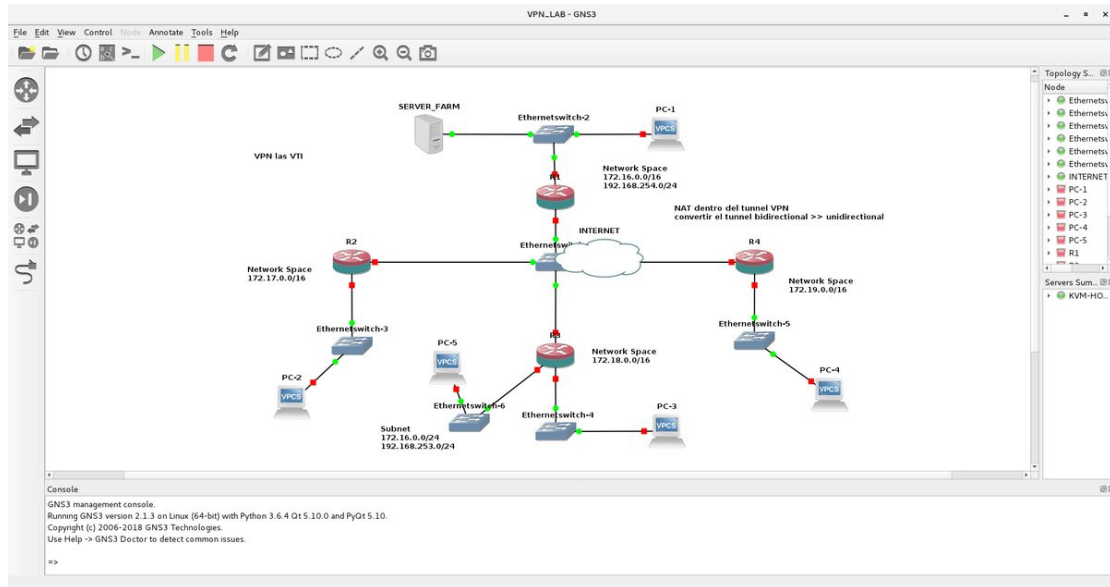 VPN_LAB - GNS3
File Edit View Control Node Annotate Tools Help
SERVER_FARM
Ethernetswitch-2
PC-1
VPCS
VPN las VTI
R1
Network Space
172.16.0.0/16
192.168.254.0/24
NAT dentro del tunnel VPN
convertir el tunnel bidirectional >> unidirectional
INTERNET
R2
Ethernetswi
R4
Network Space
172.17.0.0/16
Network Space
172.19.0.0/16
Ethernetswitch-3
Ethernetswitch-5
R3
Network Space
172.18.0.0/16
PC-5
VPCS
PC-2
VPCS
PC-4
VPCS
Ethernetswitch-6
Ethernetswitch-4
PC-3
VPCS
Subnet
172.16.0.0/24
192.168.253.0/24
Topology S...
Node
Ethernetsv
Ethernetsv
Ethernetsv
Ethernetsv
Ethernetsv
Ethernetsv
INTERNET
PC-1
PC-2
PC-3
PC-4
PC-5
R1
Servers Sum...
KVM-HO...
Console
GNS3 management console.
Running GNS3 version 2.1.3 on Linux (64-bit) with Python 3.6.4 Qt 5.10.0 and PyQt 5.10.
Copyright (c) 2006-2018 GNS3 Technologies.
Use Help -> GNS3 Doctor to detect common issues.
=>